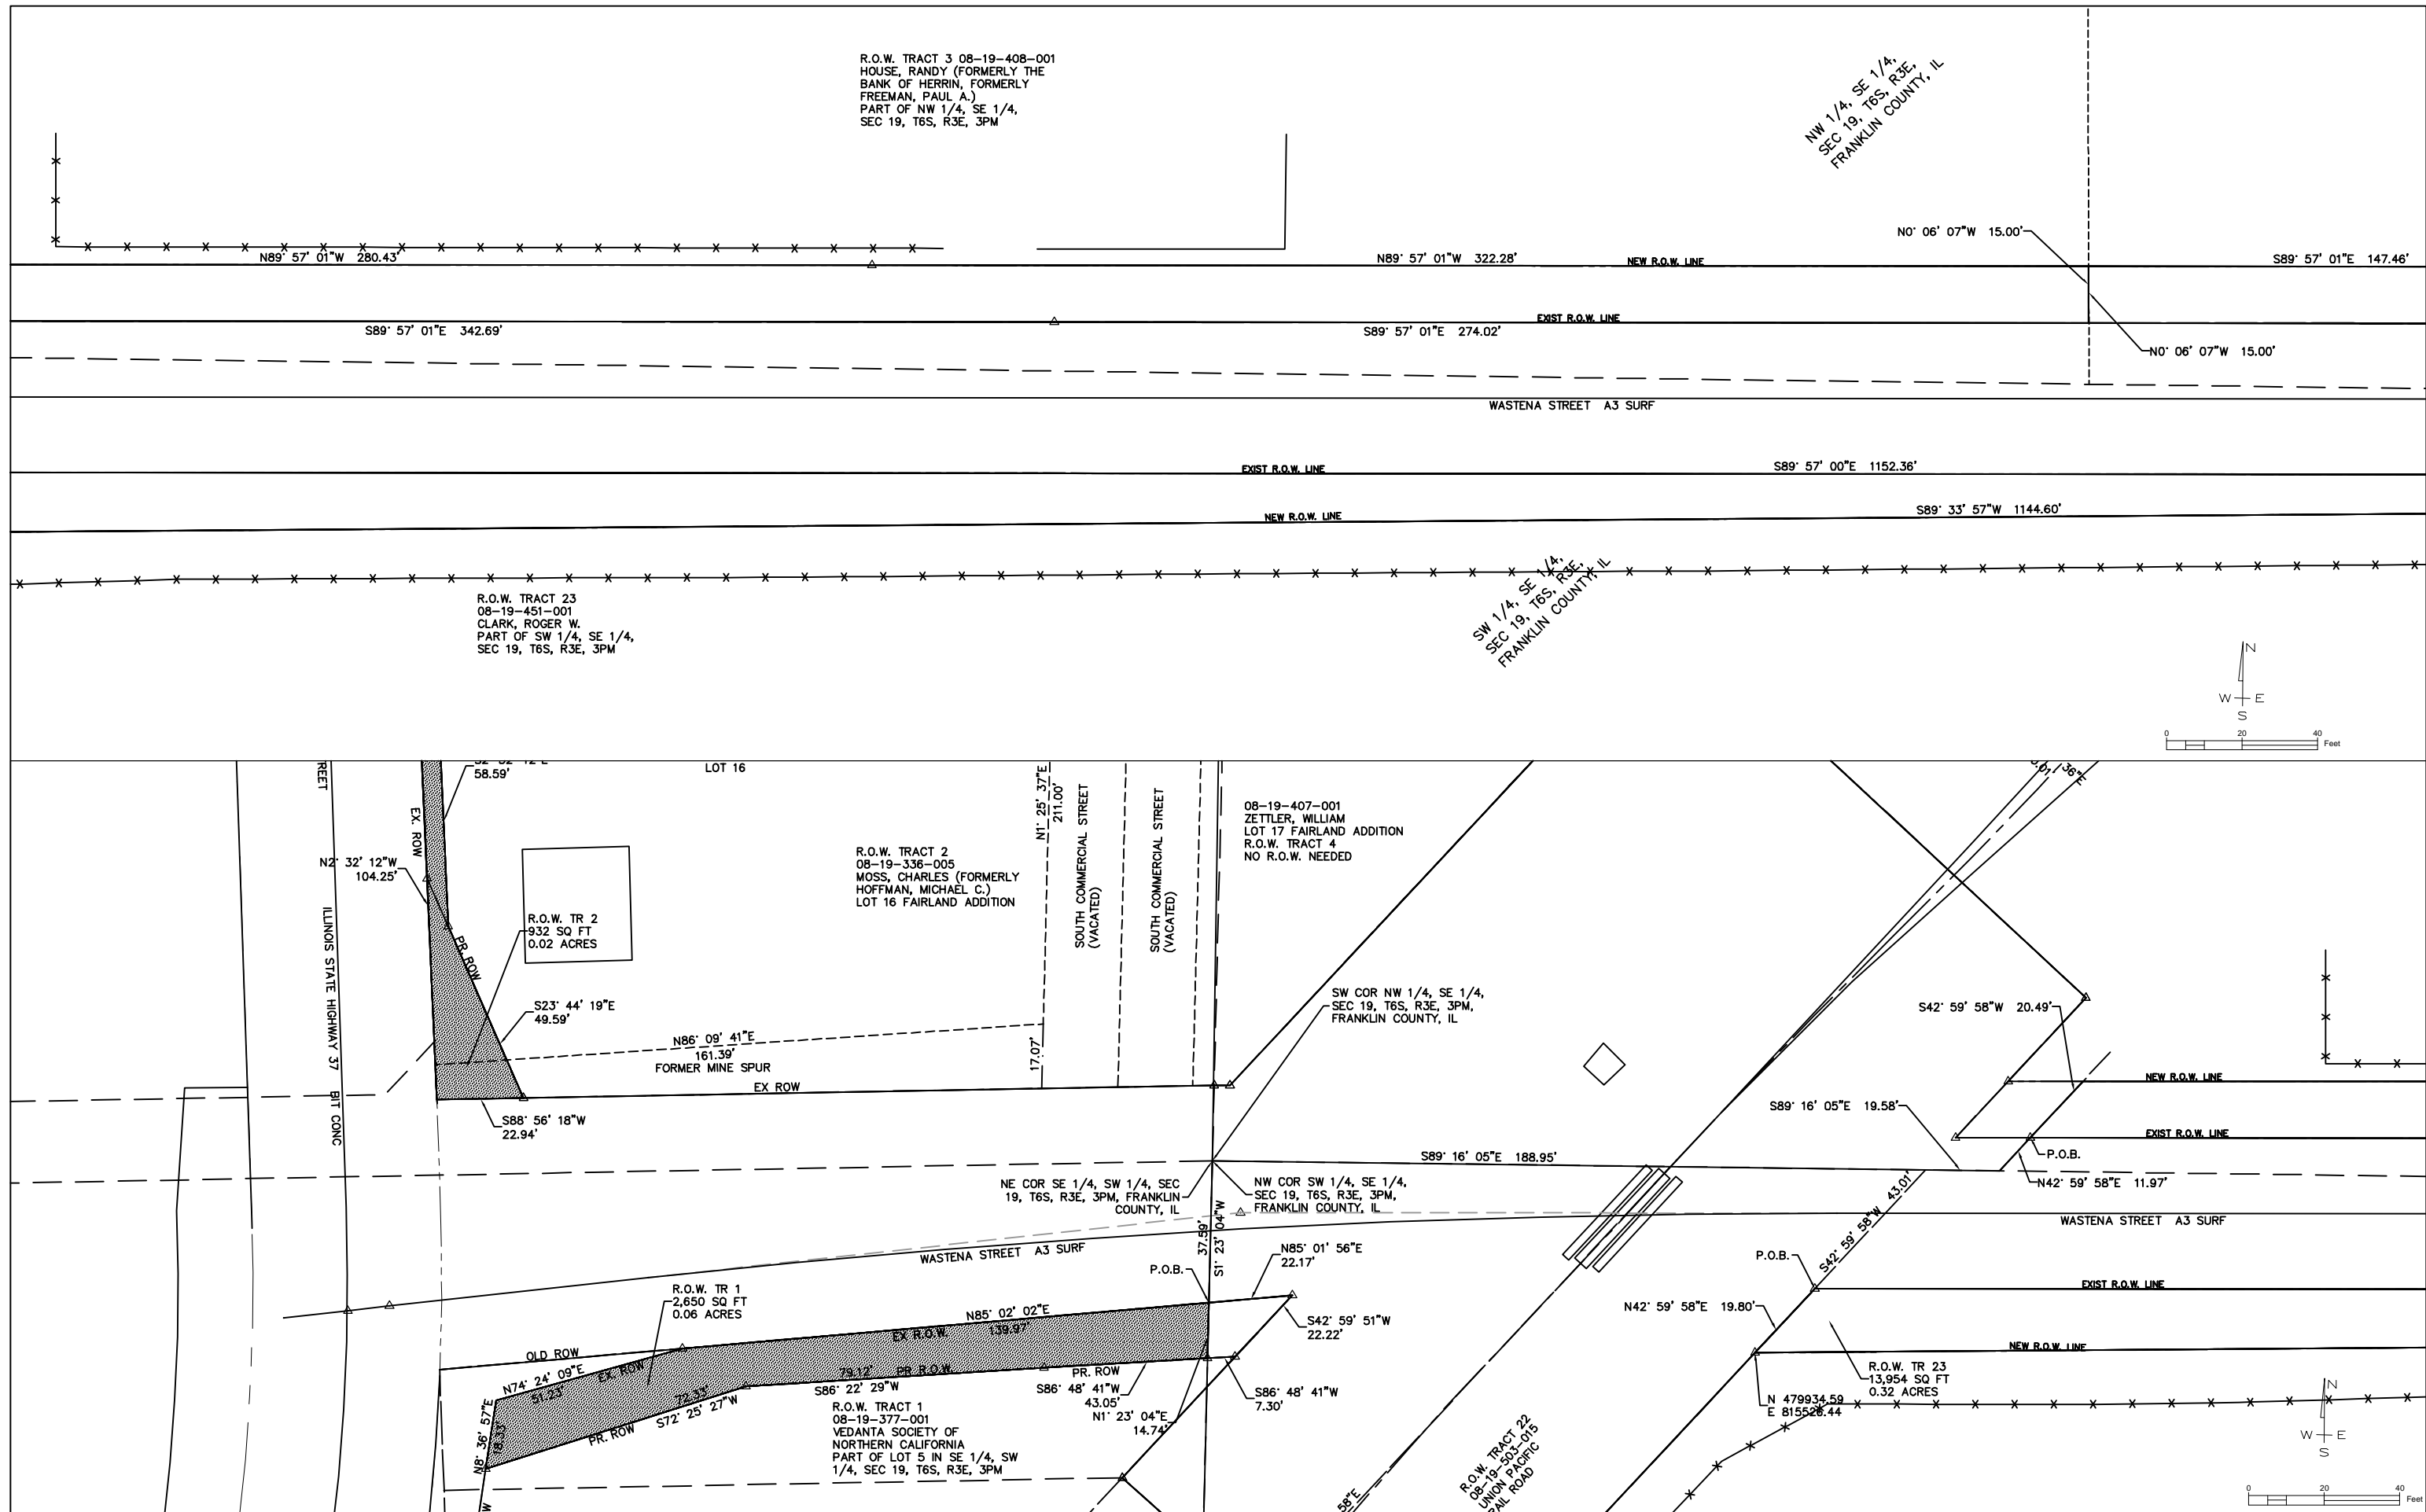 R.O.W. TRACT 3 08-19-408-001
HOUSE, RANDY (FORMERLY THE
BANK OF HERRIN, FORMERLY
FREEMAN, PAUL A.)
PART OF NW 1/4, SE 1/4,
SEC 19, T6S, R3E, 3PM
NW 1/4, SE 1/4,
SEC 19, T6S, R3E,
FRANKLIN COUNTY, IL
N0° 06' 07"W 15.00'
N89° 57' 01"W 280.43'
N89° 57' 01"W 322.28'
NEW R.O.W. LINE
S89° 57' 01"E 147.46'
S89° 57' 01"E 342.69'
EXIST R.O.W. LINE
S89° 57' 01"E 274.02'
N0° 06' 07"W 15.00'
WASTENA STREET A3 SURF
EXIST R.O.W. LINE
S89° 57' 00"E 1152.36'
NEW R.O.W. LINE
S89° 33' 57"W 1144.60'
R.O.W. TRACT 23
08-19-451-001
CLARK, ROGER W.
PART OF SW 1/4, SE 1/4,
SEC 19, T6S, R3E, 3PM
SW 1/4, SE 1/4,
SEC 19, T6S, R3E,
FRANKLIN COUNTY, IL
N
W E
S
0 20 40
Feet
REET
58.59'
LOT 16
EX. ROW
N2° 32' 12"W
104.25'
ILLINOIS STATE HIGHWAY 37 BIT CONC
PR. ROW
R.O.W. TR 2
932 SQ FT
0.02 ACRES
S23° 44' 19"E
49.59'
R.O.W. TRACT 2
08-19-336-005
MOSS, CHARLES (FORMERLY
HOFFMAN, MICHAEL C.)
LOT 16 FAIRLAND ADDITION
N1° 25' 37"E
211.00'
SOUTH COMMERCIAL STREET
(VACATED)
SOUTH COMMERCIAL STREET
(VACATED)
08-19-407-001
ZETTLER, WILLIAM
LOT 17 FAIRLAND ADDITION
R.O.W. TRACT 4
NO R.O.W. NEEDED
36"E
SW COR NW 1/4, SE 1/4,
SEC 19, T6S, R3E, 3PM,
FRANKLIN COUNTY, IL
N86° 09' 41"E
161.39'
FORMER MINE SPUR
17.07'
EX ROW
S88° 56' 18"W
22.94'
S42° 59' 58"W 20.49'
NEW R.O.W. LINE
S89° 16' 05"E 19.58'
EXIST R.O.W. LINE
P.O.B.
N42° 59' 58"E 11.97'
S89° 16' 05"E 188.95'
NE COR SE 1/4, SW 1/4, SEC
19, T6S, R3E, 3PM, FRANKLIN
COUNTY, IL
NW COR SW 1/4, SE 1/4,
SEC 19, T6S, R3E, 3PM,
FRANKLIN COUNTY, IL
37.59'
S1° 23' 04"W
WASTENA STREET A3 SURF
WASTENA STREET A3 SURF
N85° 01' 56"E
22.17'
P.O.B.
S42° 59' 58"W 43.01'
P.O.B.
EXIST R.O.W. LINE
R.O.W. TR 1
2,650 SQ FT
0.06 ACRES
N85° 02' 02"E
139.97'
EX R.O.W.
S42° 59' 51"W
22.22'
N42° 59' 58"E 19.80'
OLD ROW
N74° 24' 09"E
51.23'
EX. ROW
79.12' PR R.O.W.
S86° 22' 29"W
PR. ROW
S86° 48' 41"W
43.05'
S86° 48' 41"W
7.30'
N1° 23' 04"E
14.74'
NEW R.O.W. LINE
R.O.W. TR 23
13,954 SQ FT
0.32 ACRES
N 479934.59
N8° 36' 57"E
18.33'
PR. ROW
72.33'
S72° 25' 27"W
R.O.W. TRACT 1
08-19-377-001
VEDANTA SOCIETY OF
NORTHERN CALIFORNIA
PART OF LOT 5 IN SE 1/4, SW
1/4, SEC 19, T6S, R3E, 3PM
W
58"E
R.O.W. TRACT 22
08-19-503-015
UNION PACIFIC
RAIL ROAD
N
W E
S
0 20 40
Feet